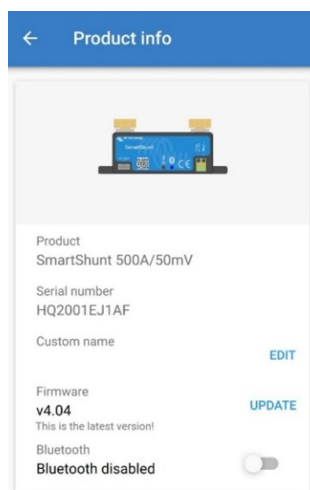 Product info
SmartShunt
Product
SmartShunt 500A/50mV
Serial number
HQ2001EJ1AF
Custom name
EDIT
Firmware
v4.04
UPDATE
This is the latest version!
Bluetooth
Bluetooth disabled